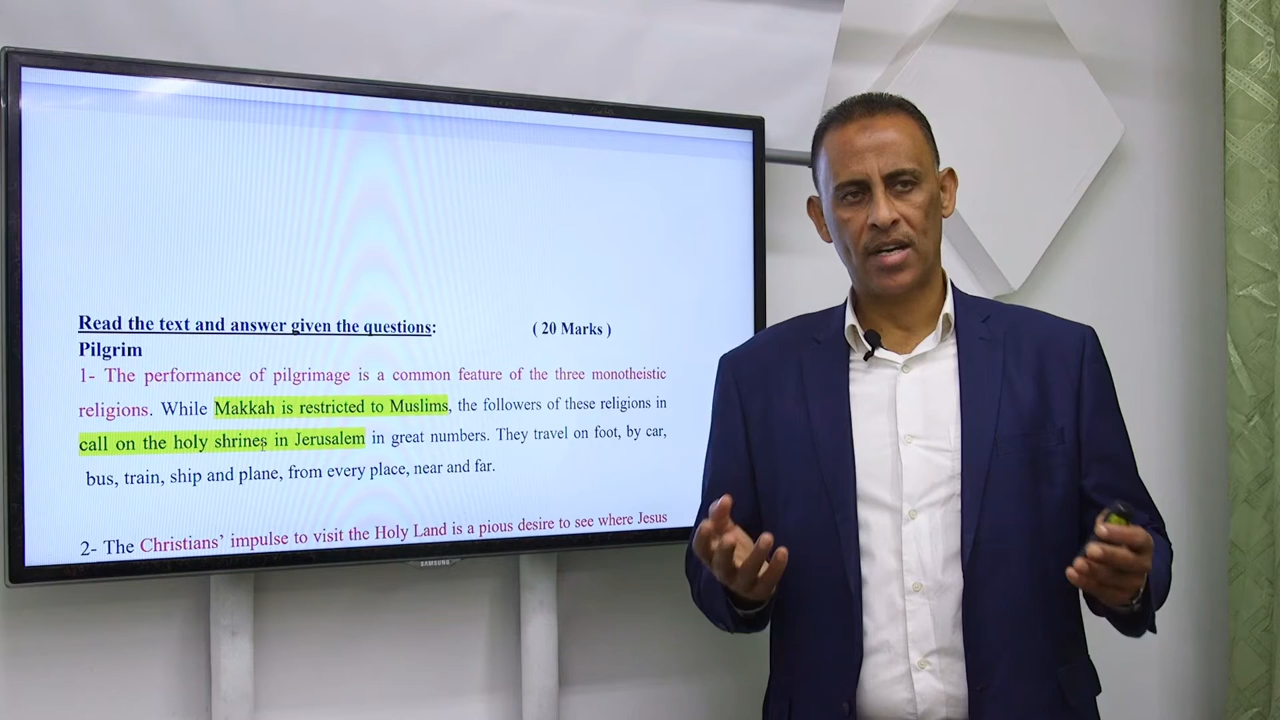 Read the text and answer given the questions: ( 20 Marks )
Pilgrim
1- The performance of pilgrimage is a common feature of the three monotheistic
religions. While Makkah is restricted to Muslims, the followers of these religions in
call on the holy shrines in Jerusalem in great numbers. They travel on foot, by car,
bus, train, ship and plane, from every place, near and far.
2- The Christians’ impulse to visit the Holy Land is a pious desire to see where Jesus
SAMSUNG